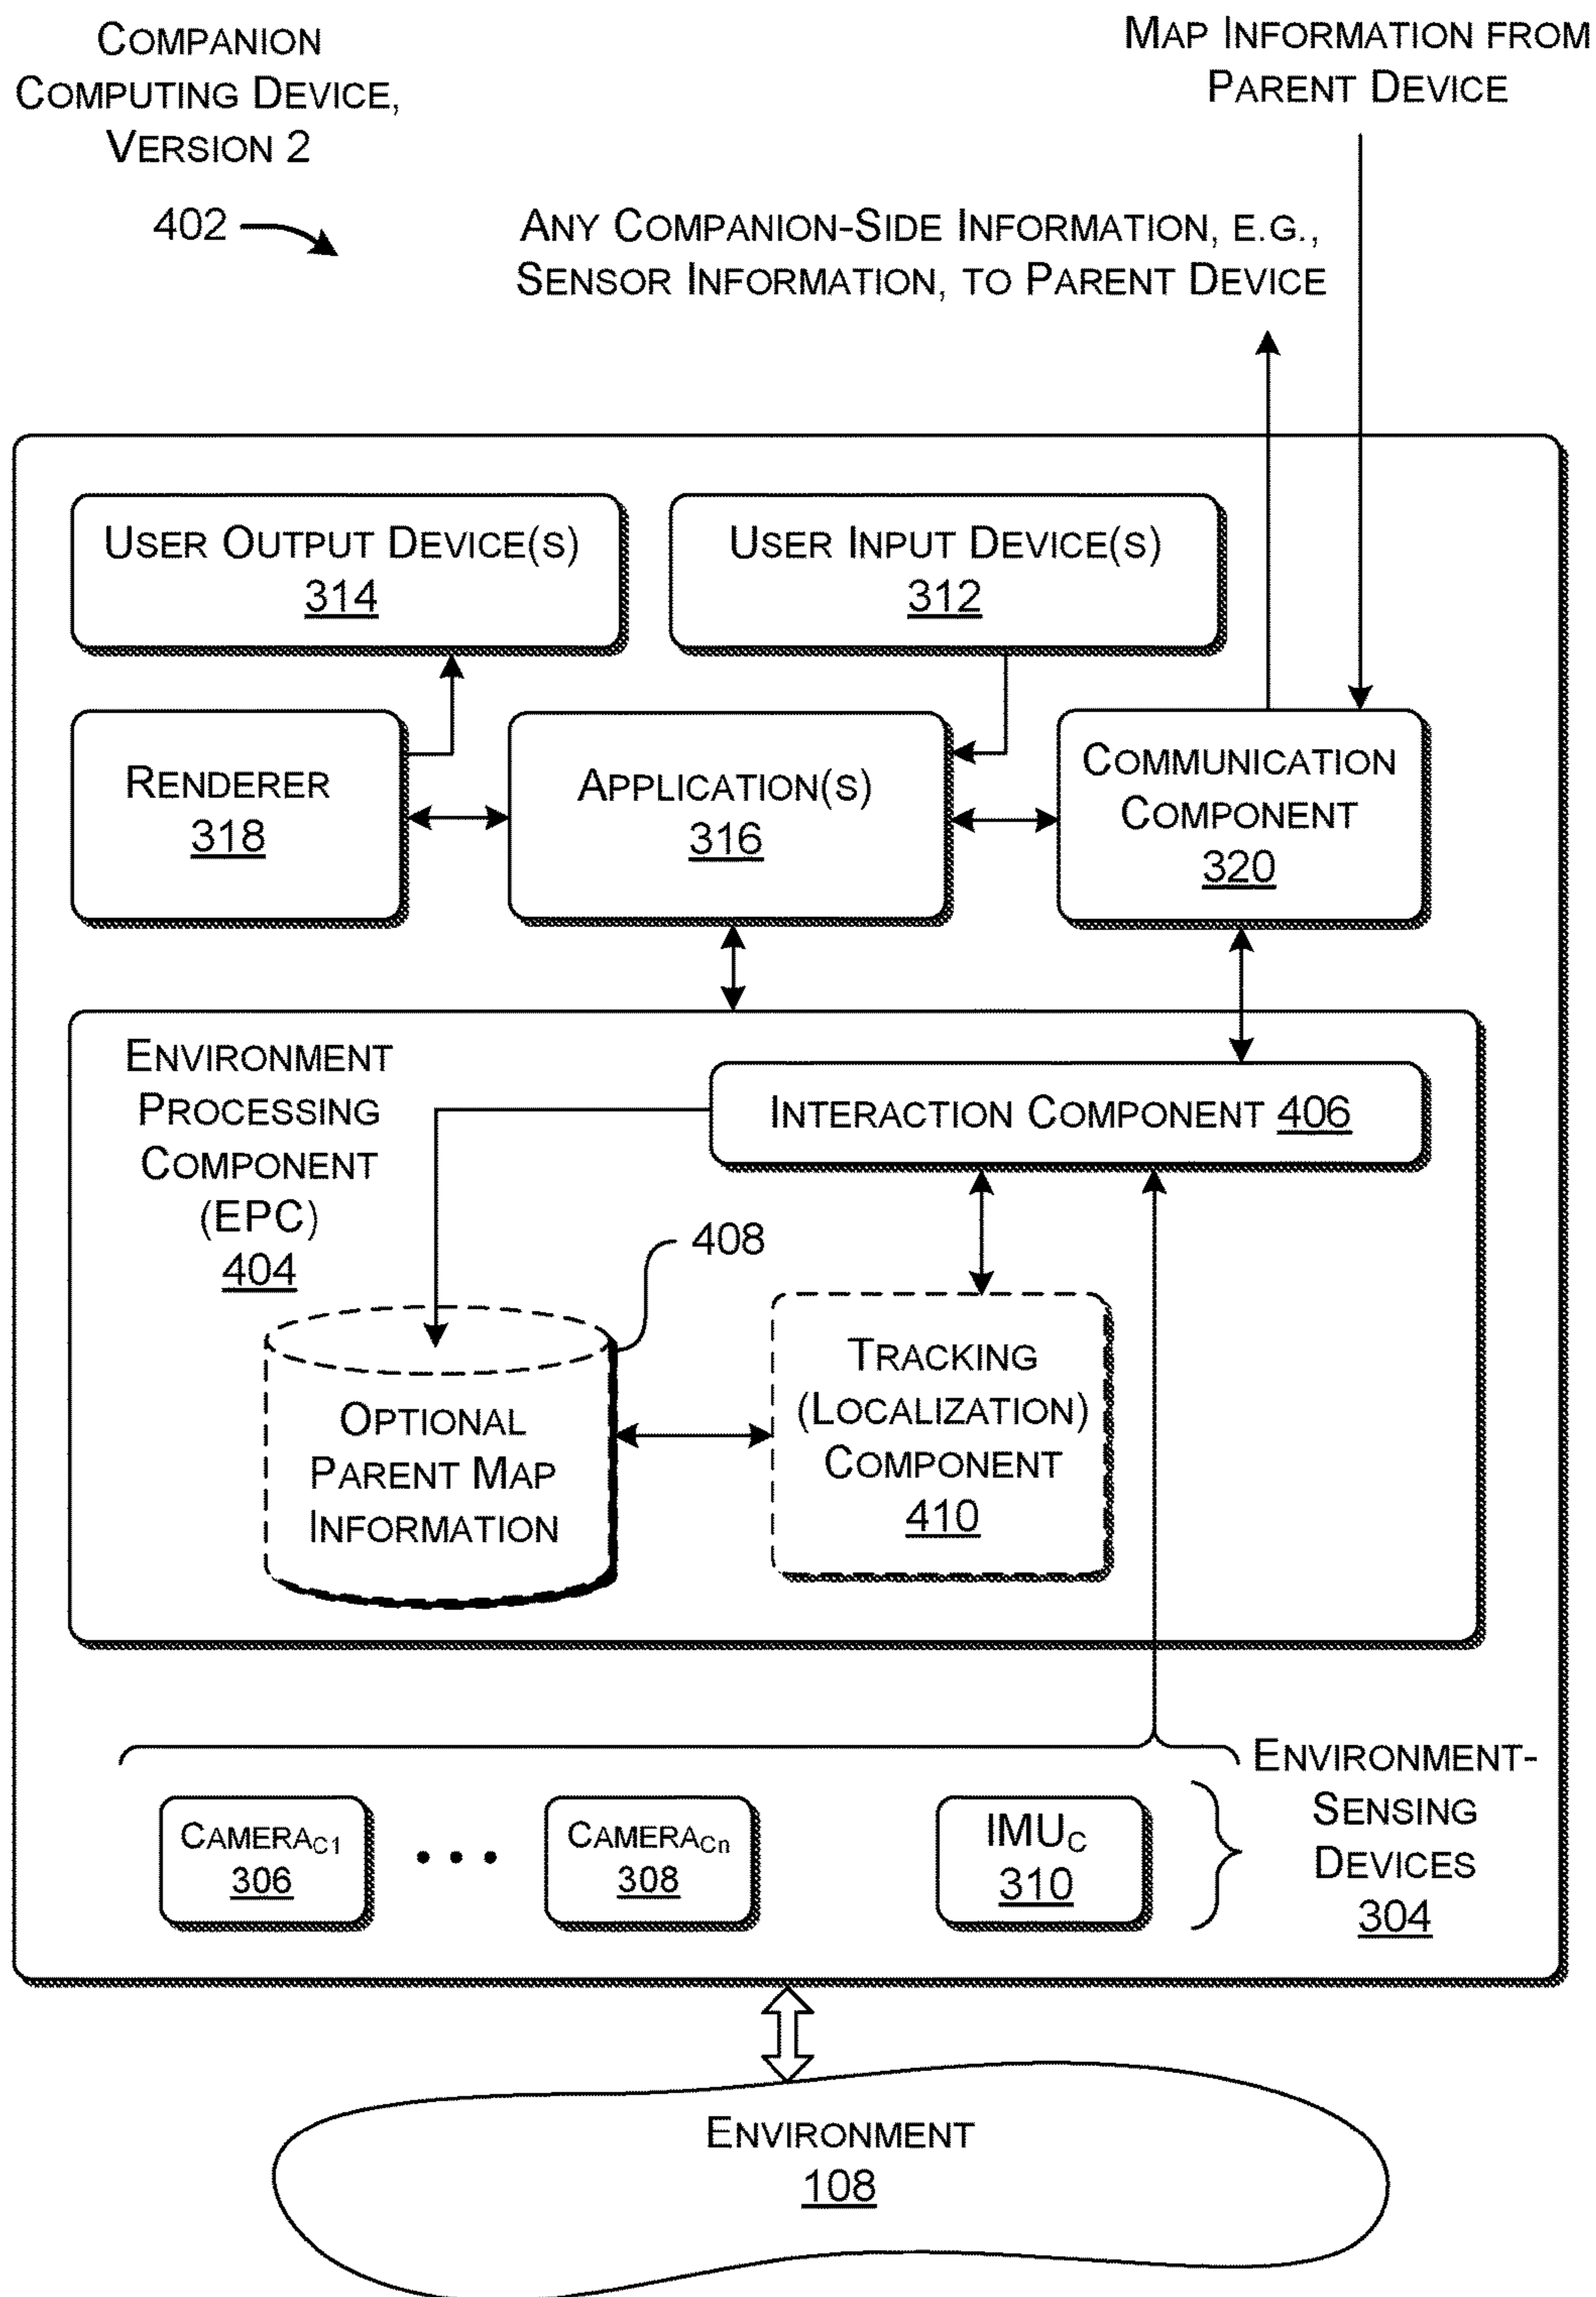 COMPANION
COMPUTING DEVICE,
VERSION 2
402
MAP INFORMATION FROM
PARENT DEVICE
ANY COMPANION-SIDE INFORMATION, E.G.,
SENSOR INFORMATION, TO PARENT DEVICE
USER OUTPUT DEVICE(S)
314
USER INPUT DEVICE(S)
312
RENDERER
318
APPLICATION(S)
316
COMMUNICATION
COMPONENT
320
ENVIRONMENT
PROCESSING
COMPONENT
(EPC)
404
INTERACTION COMPONENT 406
408
OPTIONAL
PARENT MAP
INFORMATION
TRACKING
(LOCALIZATION)
COMPONENT
410
CAMERAC1
306
CAMERACn
308
IMUC
310
ENVIRONMENT-
SENSING
DEVICES
304
ENVIRONMENT
108